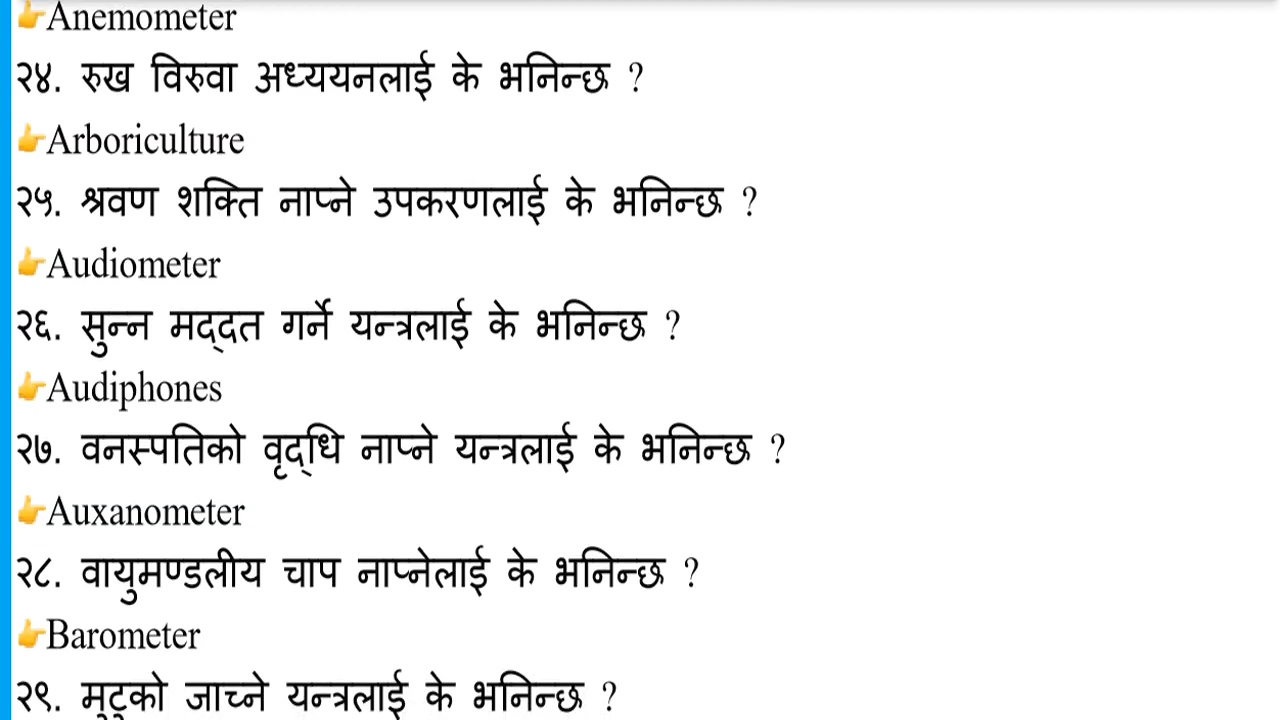 👉Anemometer
२४. रुख विरुवा अध्ययनलाई के भनिन्छ ?
👉Arboriculture
२५. श्रवण शक्ति नाप्ने उपकरणलाई के भनिन्छ ?
👉Audiometer
२६. सुन्न मद्दत गर्ने यन्त्रलाई के भनिन्छ ?
👉Audiphones
२७. वनस्पतिको वृद्धि नाप्ने यन्त्रलाई के भनिन्छ ?
👉Auxanometer
२८. वायुमण्डलीय चाप नाप्नेलाई के भनिन्छ ?
👉Barometer
२९. मुटुको जाच्ने यन्त्रलाई के भनिन्छ ?